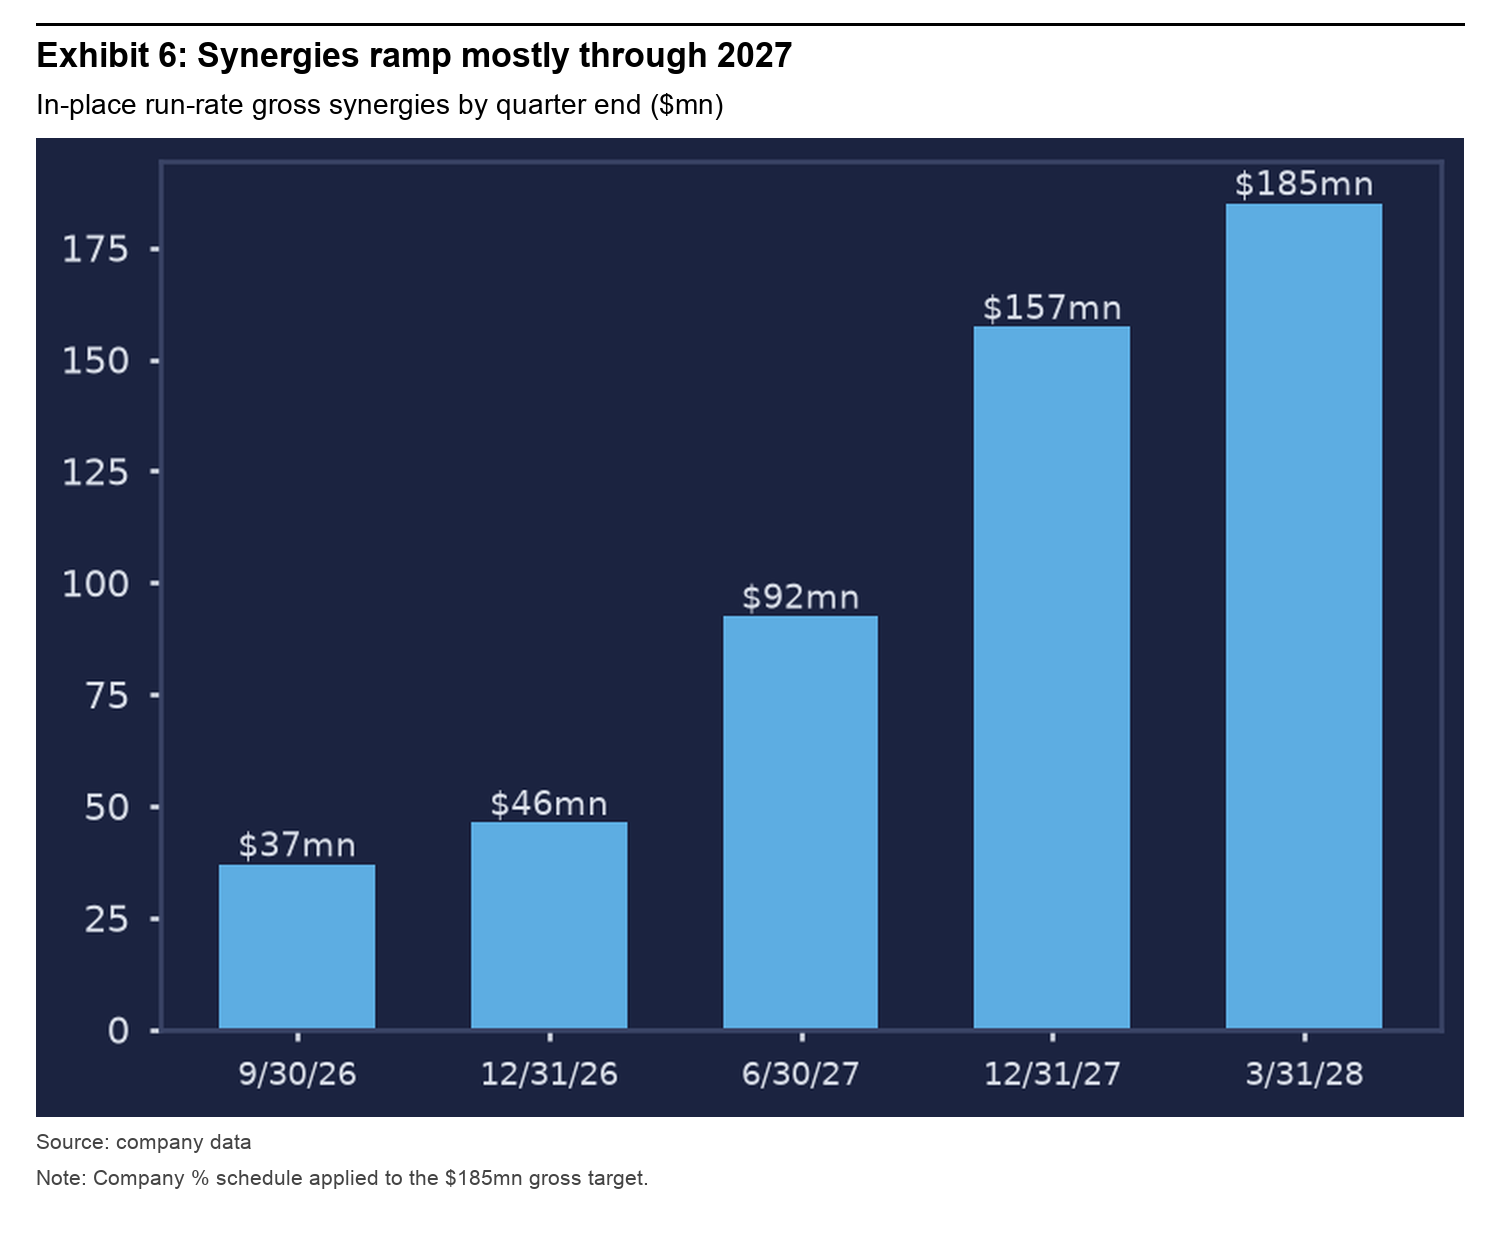 Exhibit 6: Synergies ramp mostly through 2027
In-place run-rate gross synergies by quarter end ($mn)
$185mn
175
$157mn
150
125
100
$92mn
75
50
$46mn
$37mn
25
0
9/30/26 12/31/26 6/30/27 12/31/27 3/31/28
Source: company data
Note: Company % schedule applied to the $185mn gross target.